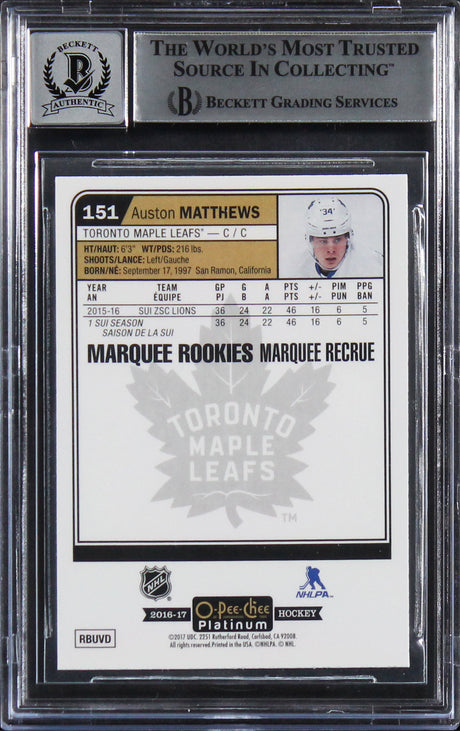 BECKETT
B
AUTHENTIC
THE WORLD'S MOST TRUSTED
SOURCE IN COLLECTING™
B BECKETT GRADING SERVICES
151 Auston MATTHEWS
TORONTO MAPLE LEAFS® — C / C
HT/HAUT: 6'3" WT/PDS: 216 lbs.
SHOOTS/LANCE: Left/Gauche
BORN/NÉ: September 17, 1997 San Ramon, California
34
YEAR TEAM GP G A PTS +/- PIM PPG
AN ÉQUIPE PJ B A PTS +/- PUN BAN
2015-16 SUI ZSC LIONS 36 24 22 46 16 6 5
1 SUI SEASON 36 24 22 46 16 6 5
SAISON DE LA SUI
MARQUEE ROOKIES MARQUEE RECRUE
TORONTO
MAPLE
LEAFS
TM
NHL
NHLPA
2016-17 O-Pee-Chee HOCKEY
Platinum
RBUVD
©2017 UDC. 2251 Rutherford Road, Carlsbad, CA 92008.
All rights reserved.Printed in the USA. ©NHLPA. © NHL.